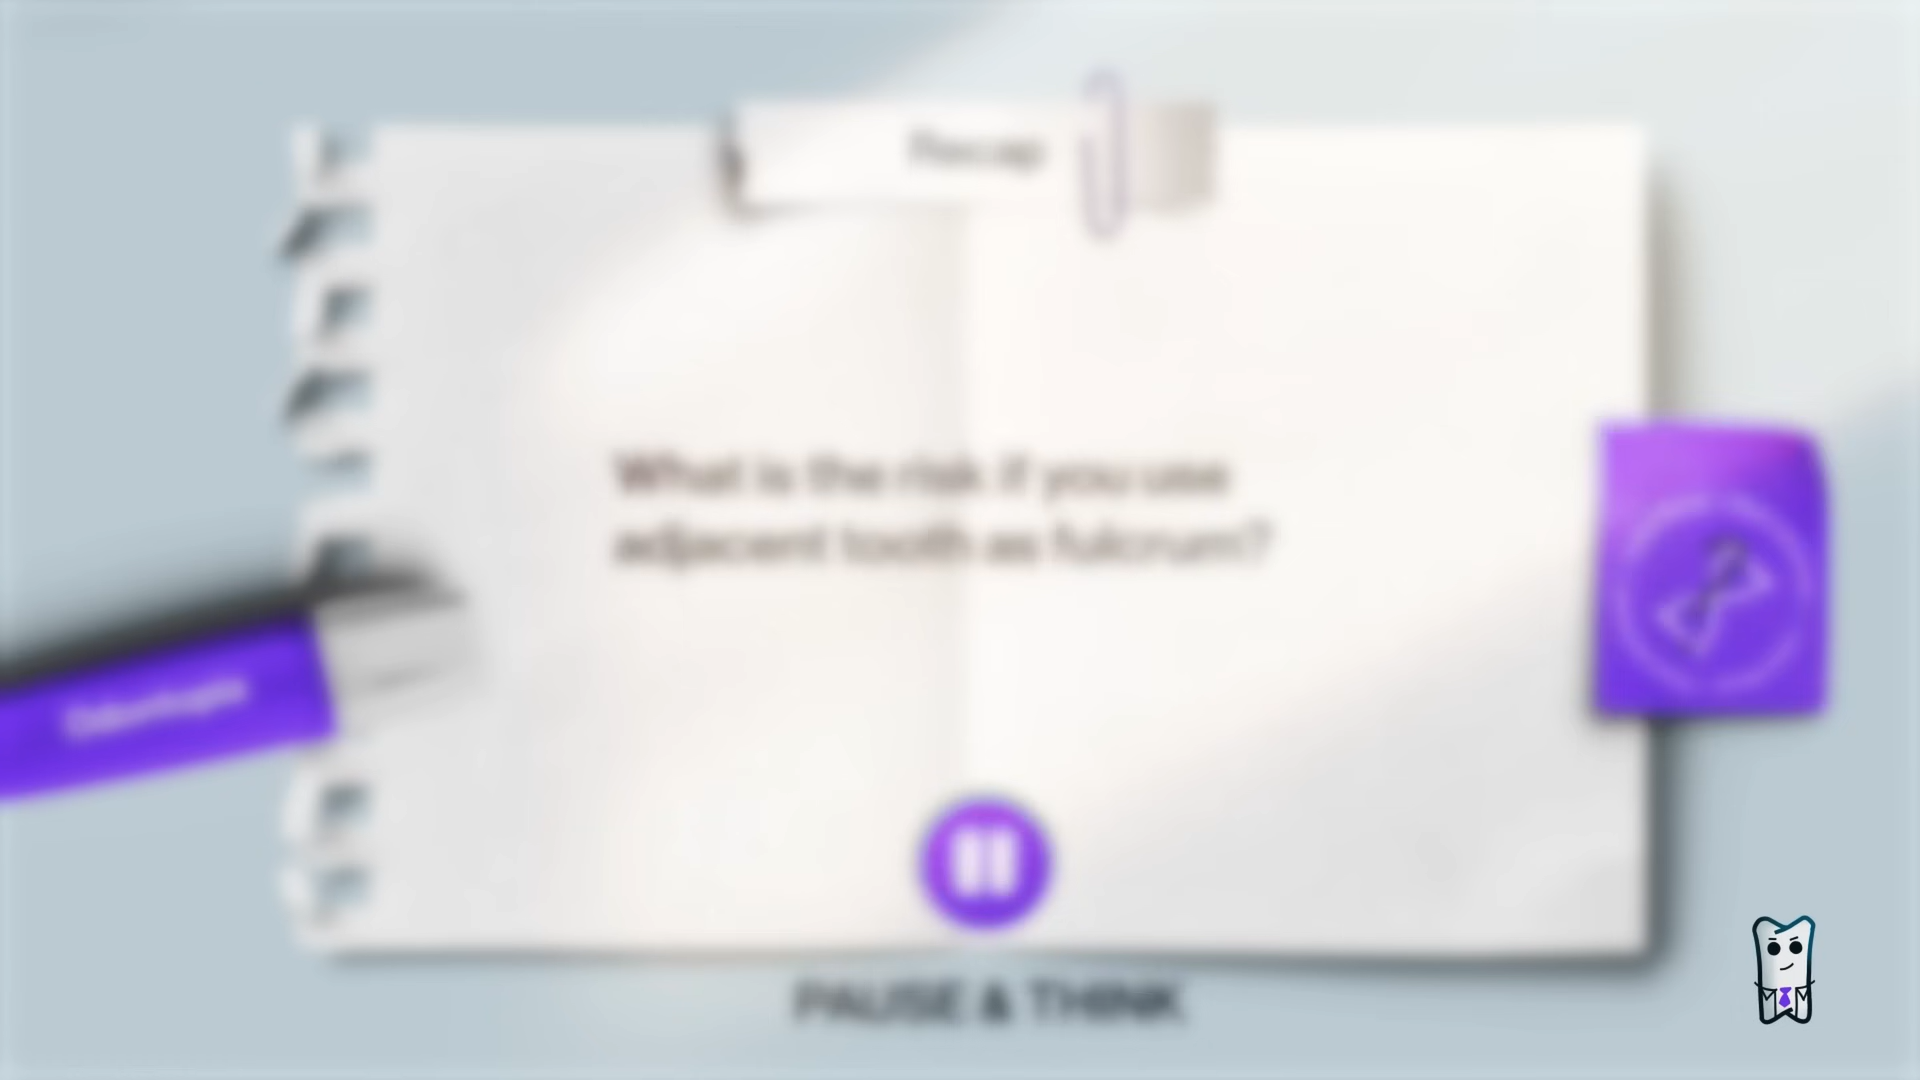 Recap
What is the risk if you use
adjacent tooth as fulcrum?
PAUSE & THINK